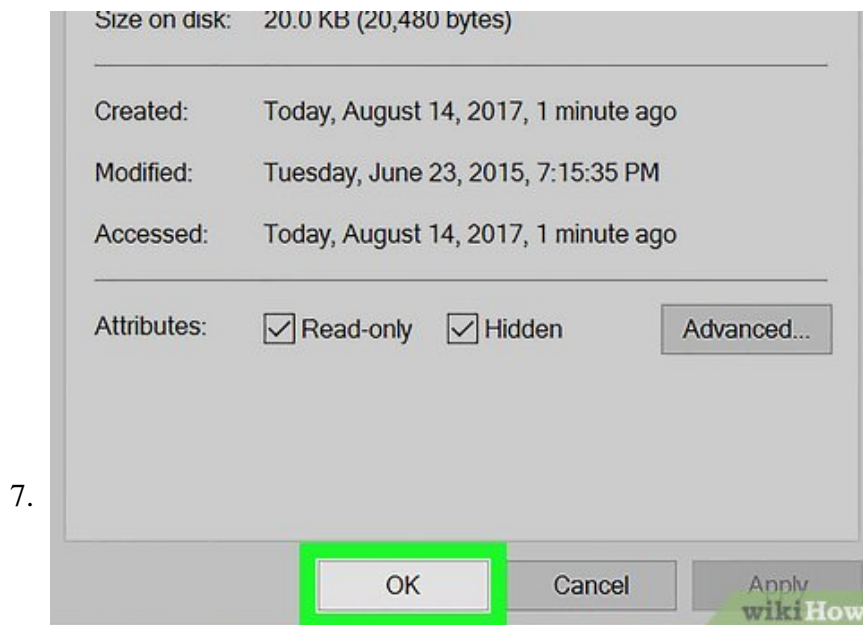 Size on disk: 20.0 KB (20,480 bytes)
Created: Today, August 14, 2017, 1 minute ago
Modified: Tuesday, June 23, 2015, 7:15:35 PM
Accessed: Today, August 14, 2017, 1 minute ago
Attributes: Read-only Hidden Advanced...
7.
OK Cancel Apply
wikiHow